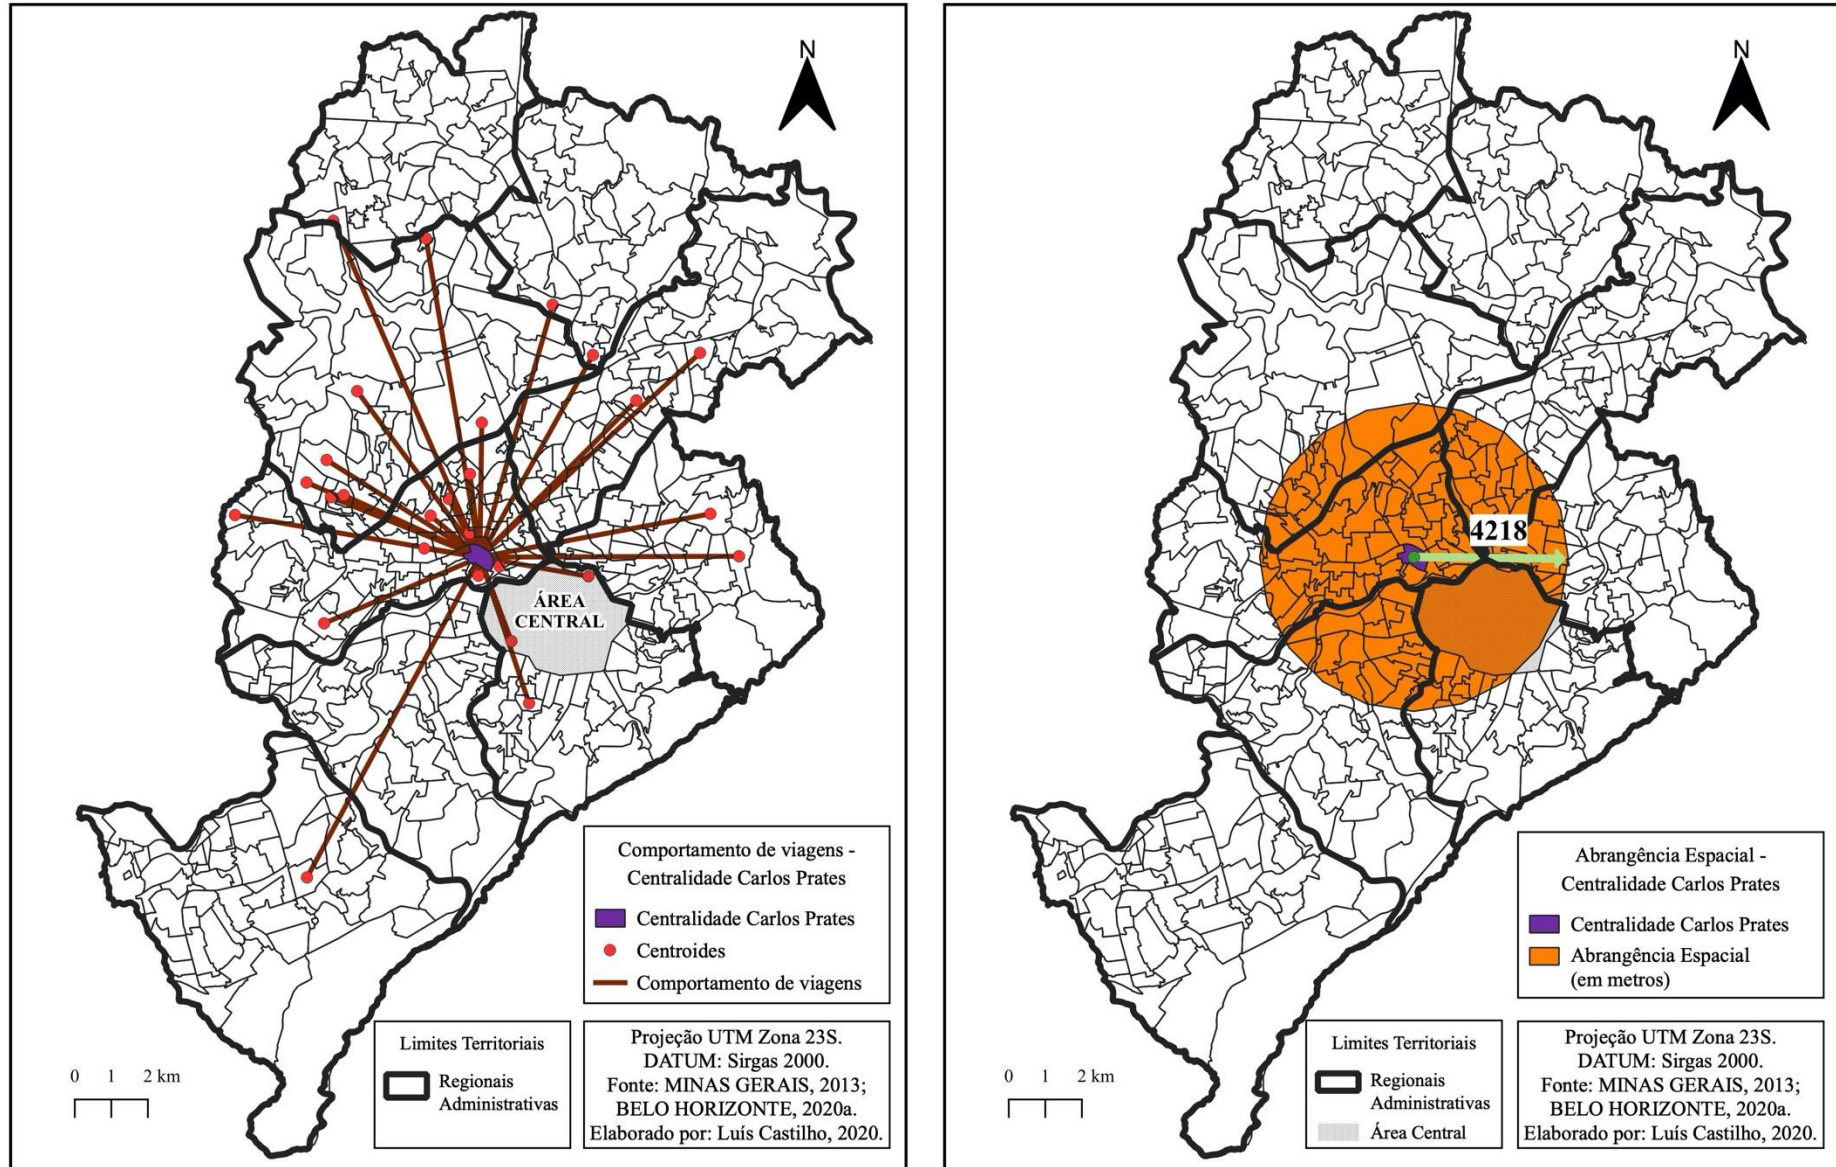 N
ÁREA
CENTRAL
Comportamento de viagens -
Centralidade Carlos Prates
Centralidade Carlos Prates
Centroides
Comportamento de viagens
Limites Territoriais
Regionais
Administrativas
Projeção UTM Zona 23S.
DATUM: Sirgas 2000.
Fonte: MINAS GERAIS, 2013;
BELO HORIZONTE, 2020a.
Elaborado por: Luís Castilho, 2020.
0 1 2 km
N
4218
Abrangência Espacial -
Centralidade Carlos Prates
Centralidade Carlos Prates
Abrangência Espacial
(em metros)
Limites Territoriais
Regionais
Administrativas
Área Central
Projeção UTM Zona 23S.
DATUM: Sirgas 2000.
Fonte: MINAS GERAIS, 2013;
BELO HORIZONTE, 2020a.
Elaborado por: Luís Castilho, 2020.
0 1 2 km